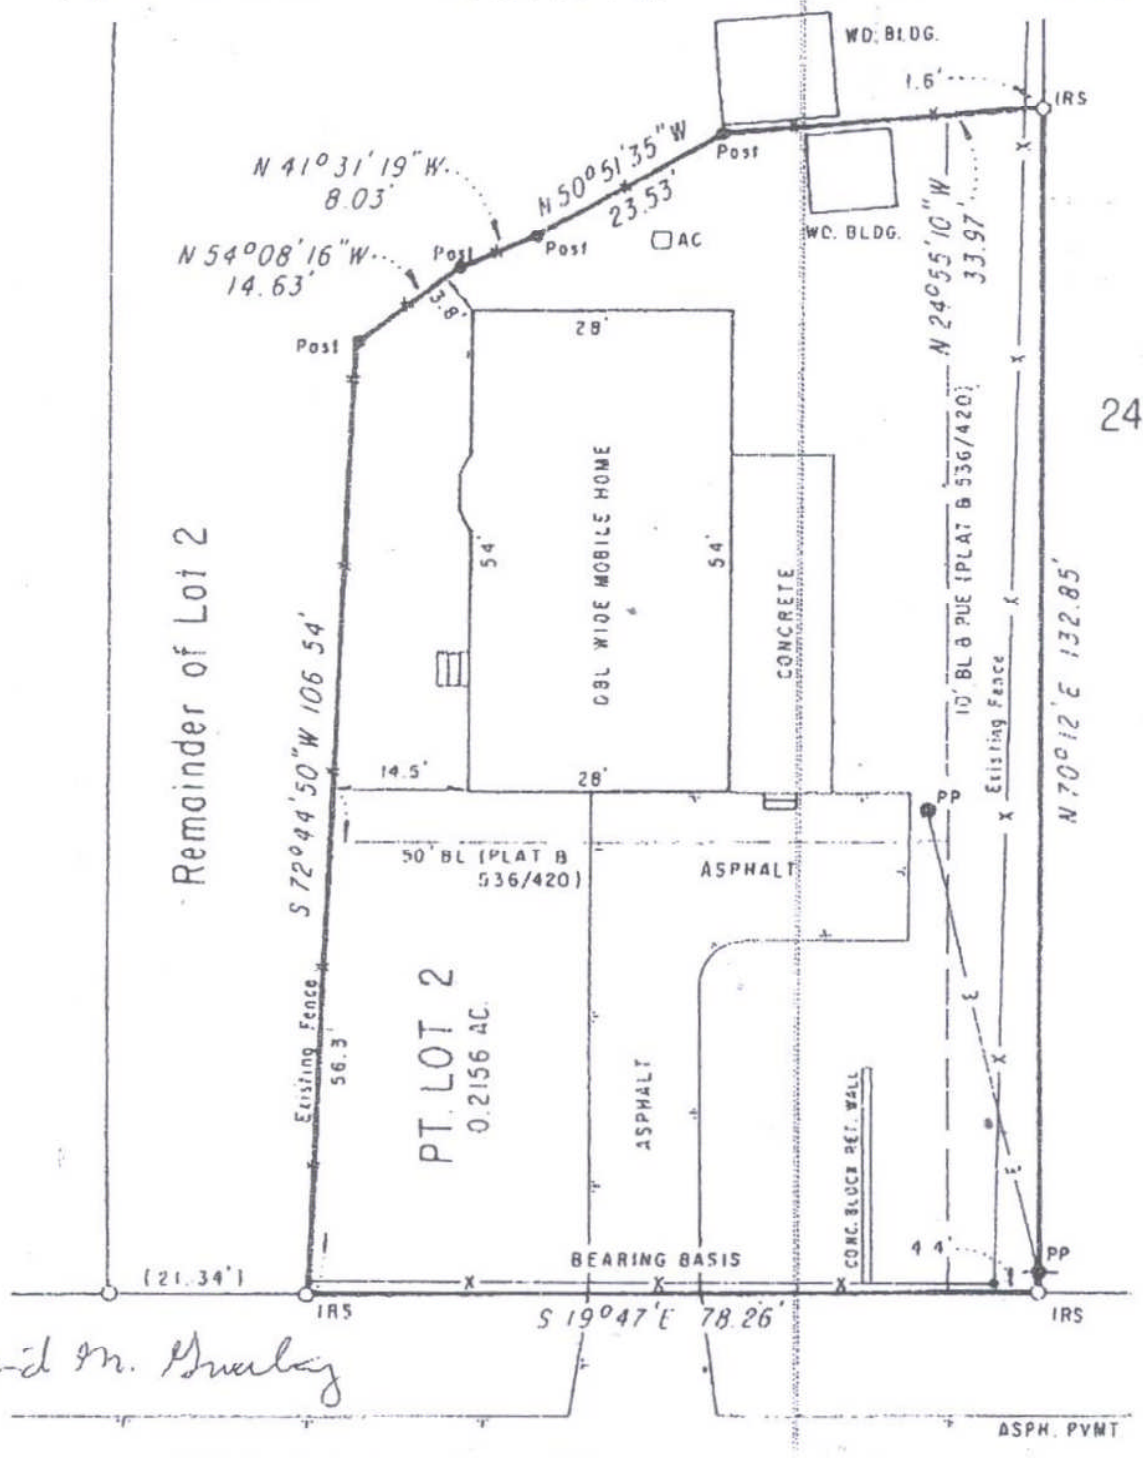 WD. BLDG.
1.6'
IRS
N 41° 31' 19" W
8.03'
N 50° 51' 35" W
23.53'
Post
N 54° 08' 16" W
14.63'
Post
Post
AC
WD. BLDG.
N 24° 55' 10" W
33.97'
3.8'
Post
28'
24
10' BL & PUE (PLAT B 536/420)
DBL WIDE MOBILE HOME
54'
54'
CONCRETE
Remainder of Lot 2
S 72° 44' 50" W 106 54'
Existing Fence
N 70° 12' E 132.85'
14.5'
28'
PP
50' BL (PLAT B
536/420)
ASPHALT
PT. LOT 2
0.2156 AC.
Existing Fence
56.3'
ASPHALT
CONC. BLOCK RET. WALL
E
E
4 4'
PP
BEARING BASIS
(21.34')
IRS
S 19° 47' E 78.26'
IRS
M.
ASPH. PVMT.